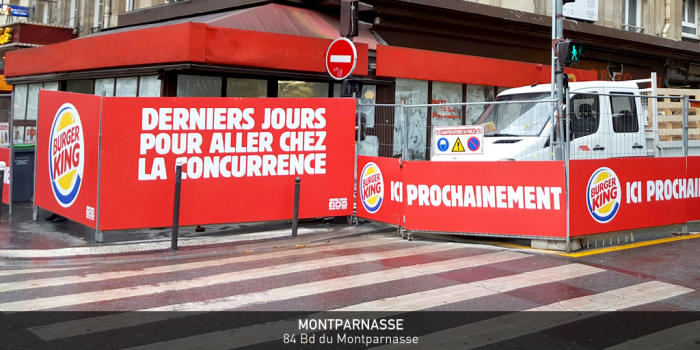 DERNIERS JOURS
POUR ALLER CHEZ
LA CONCURRENCE
BURGER
KING
BURGER
KING
ICI PROCHAINEMENT
BURGER
KING
ICI PROCHAI
MONTPARNASSE
84 Bd du Montparnasse